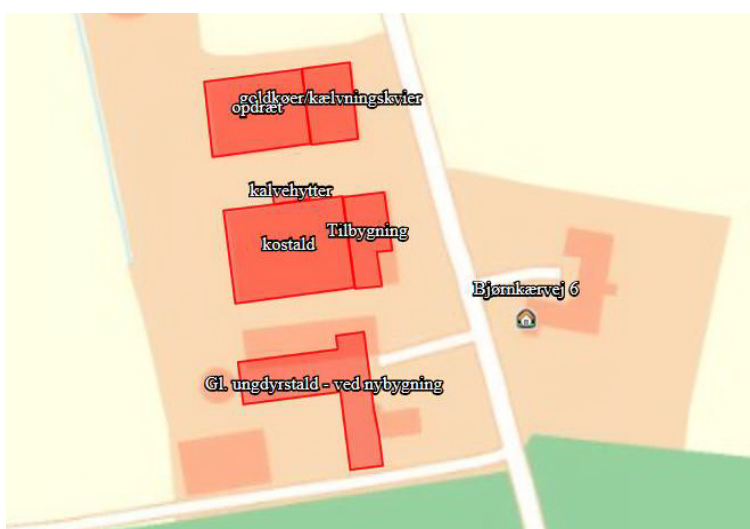 goldkøer/kælvningskvier
opdræt
kalvehytter
Tilbygning
kostald
Bjørnkærvej 6
Gl. ungdyrstald - ved nybygning